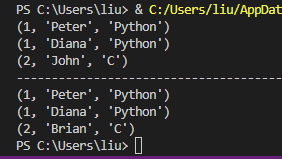 PS C:\Users\liu> & C:/Users/liu/AppDat
(1, 'Peter', 'Python')
(1, 'Diana', 'Python')
(2, 'John', 'C')
----------------------------------------
(1, 'Peter', 'Python')
(1, 'Diana', 'Python')
(2, 'Brian', 'C')
PS C:\Users\liu>